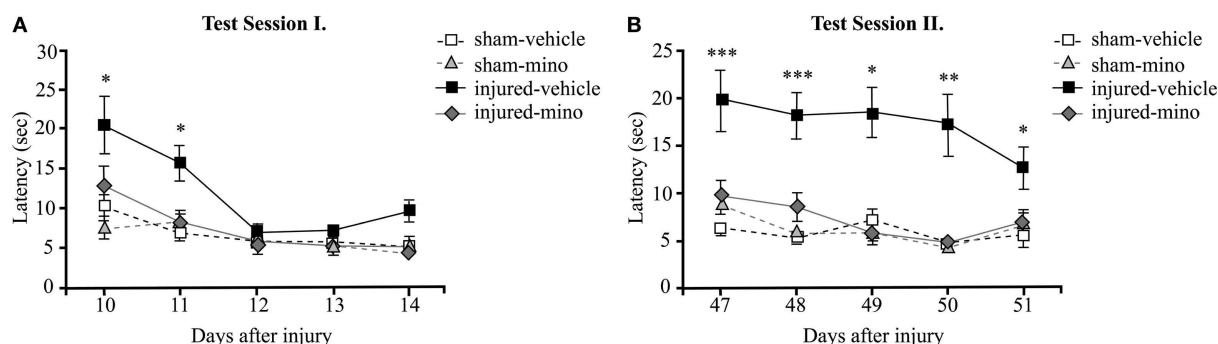 A
Test Session I.
sham-vehicle
sham-mino
injured-vehicle
injured-mino
Latency (sec)
30
25
20
15
10
5
0
*
*
10 11 12 13 14
Days after injury
B
Test Session II.
sham-vehicle
sham-mino
injured-vehicle
injured-mino
Latency (sec)
25
20
15
10
5
0
*** *** * ** *
47 48 49 50 51
Days after injury